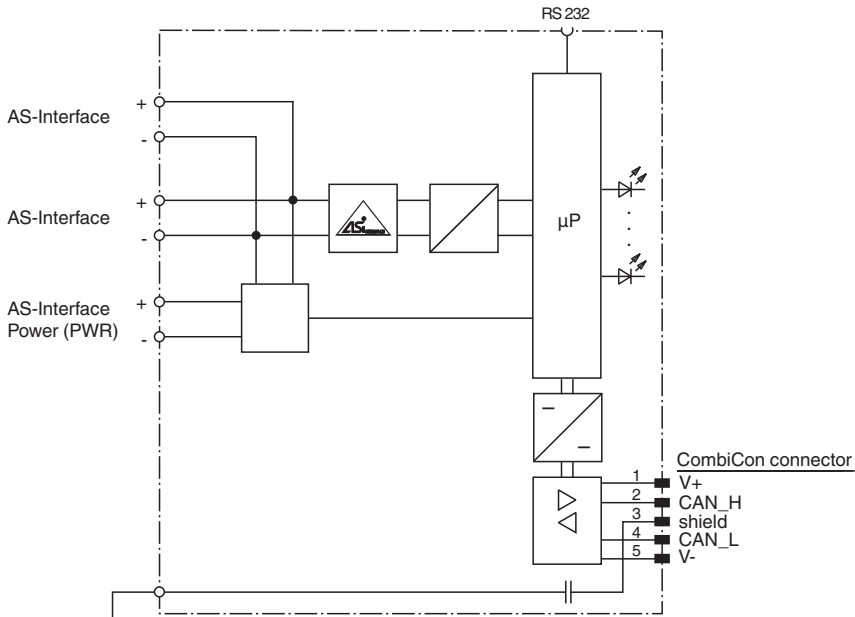 RS 232
AS-Interface
+
-
AS-Interface
+
-
AS-Interface
Power (PWR)
+
-
ASi
µP
CombiCon connector
1 V+
2 CAN_H
3 shield
4 CAN_L
5 V-